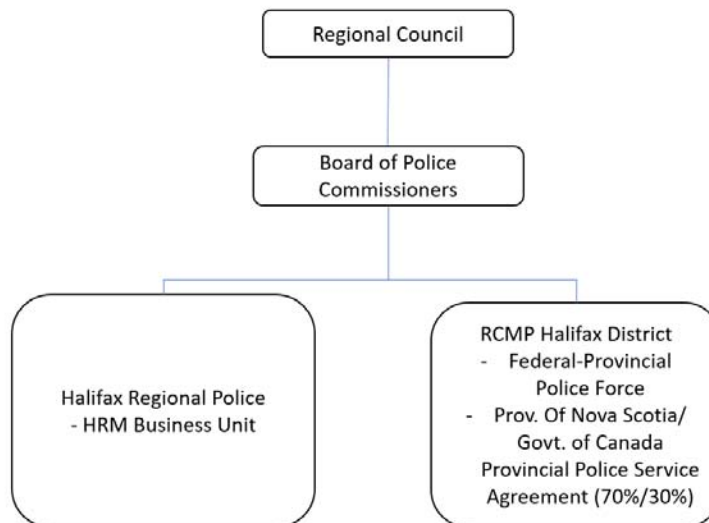 Regional Council
Board of Police
Commissioners
Halifax Regional Police
- HRM Business Unit
RCMP Halifax District
- Federal-Provincial
Police Force
- Prov. Of Nova Scotia/
Govt. of Canada
Provincial Police Service
Agreement (70%/30%)